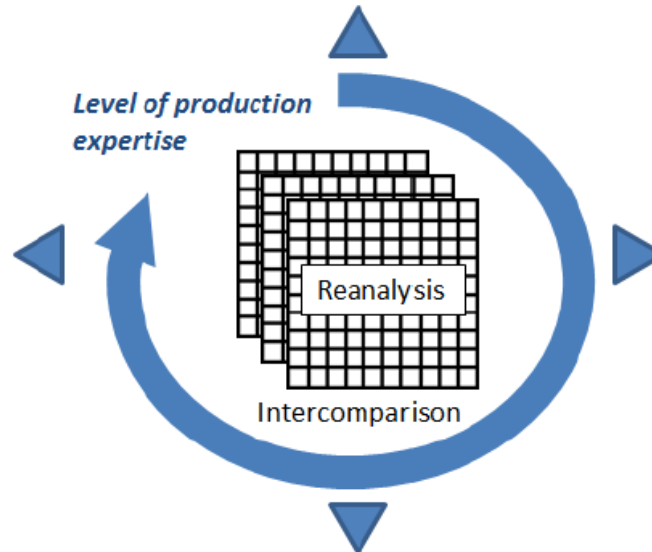 Level of production
expertise
Reanalysis
Intercomparison